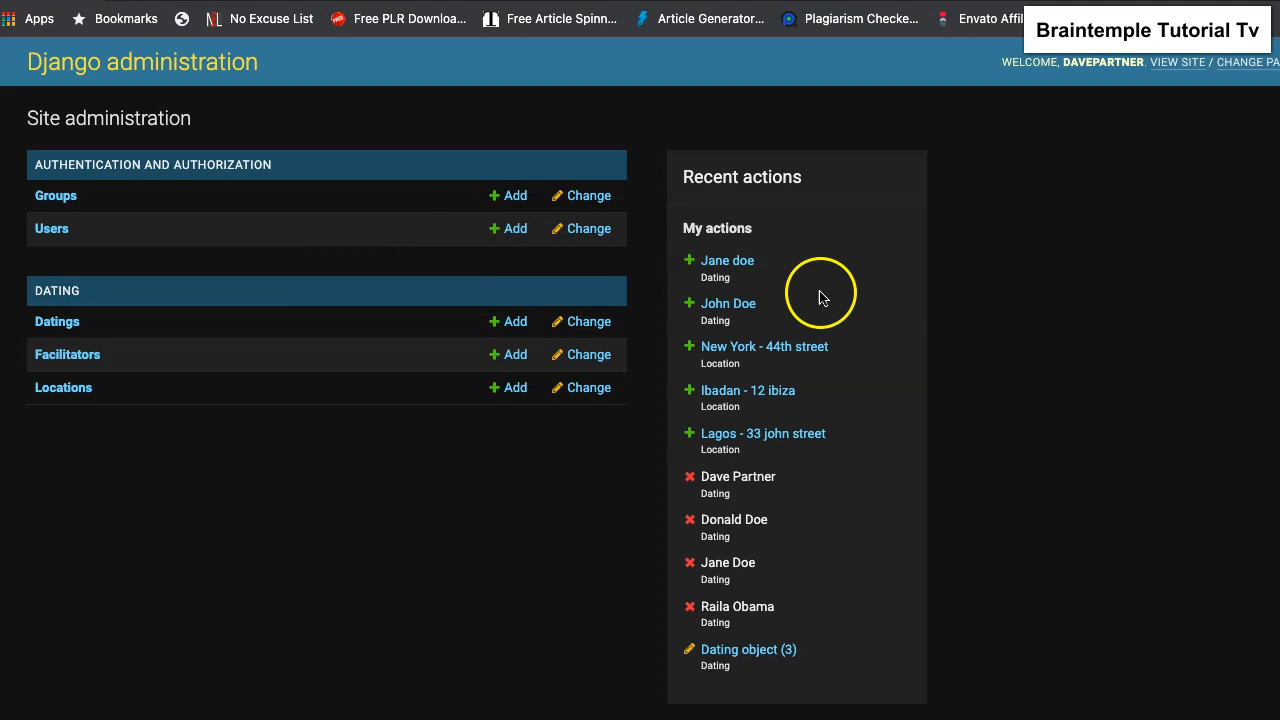 Apps Bookmarks No Excuse List Free PLR Downloa... Free Article Spinn... Article Generator... Plagiarism Checke... Envato Affil
Braintemple Tutorial Tv
Django administration
WELCOME, DAVEPARTNER. VIEW SITE / CHANGE PA
Site administration
AUTHENTICATION AND AUTHORIZATION
Groups Add Change
Users Add Change
DATING
Datings Add Change
Facilitators Add Change
Locations Add Change
Recent actions
My actions
Jane doe
Dating
John Doe
Dating
New York - 44th street
Location
Ibadan - 12 ibiza
Location
Lagos - 33 john street
Location
Dave Partner
Dating
Donald Doe
Dating
Jane Doe
Dating
Raila Obama
Dating
Dating object (3)
Dating